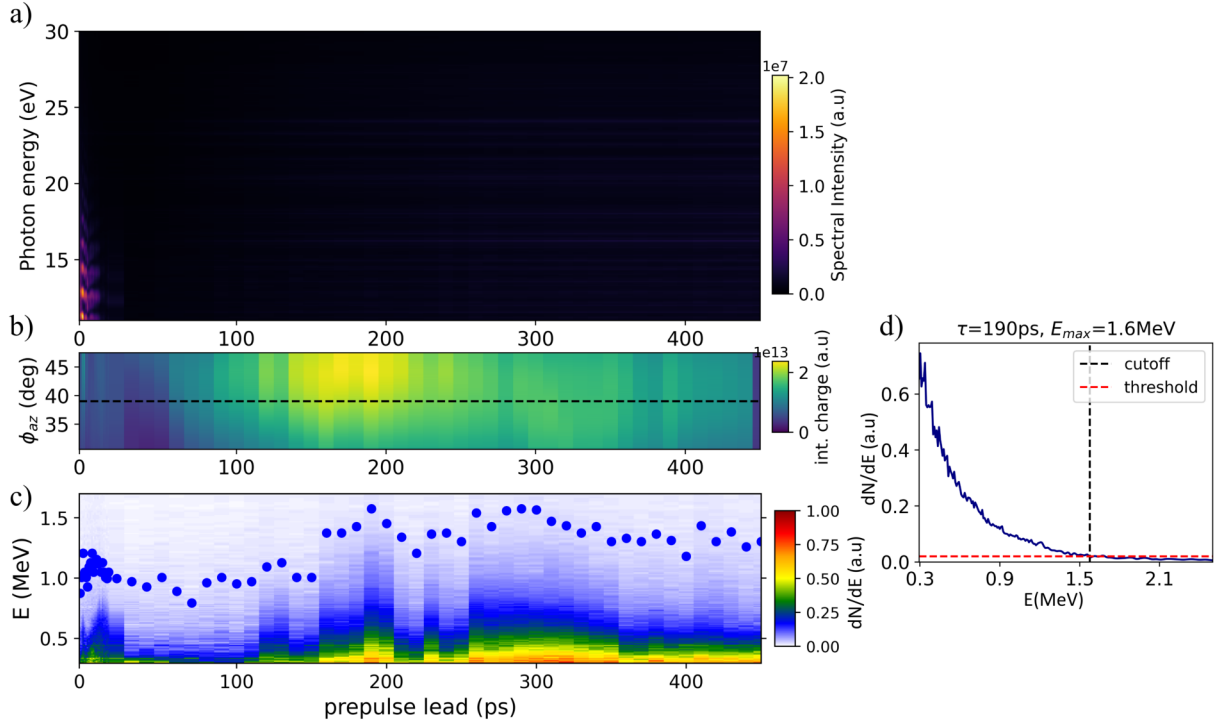 a)
30
25
20
15
Photon energy (eV)
0
100
200
300
400
1e7
2.0
1.5
1.0
0.5
0.0
Spectral Intensity (a.u)
b)
45
40
35
ϕaz (deg)
0
100
200
300
400
1e13
2
0
int. charge (a.u)
c)
1.5
1.0
0.5
E (MeV)
0
100
200
300
400
prepulse lead (ps)
1.00
0.75
0.50
0.25
0.00
dN/dE (a.u)
d)
τ=190ps, Emax=1.6MeV
cutoff
threshold
0.6
0.4
0.2
0.0
dN/dE (a.u)
0.3
0.9
1.5
2.1
E(MeV)